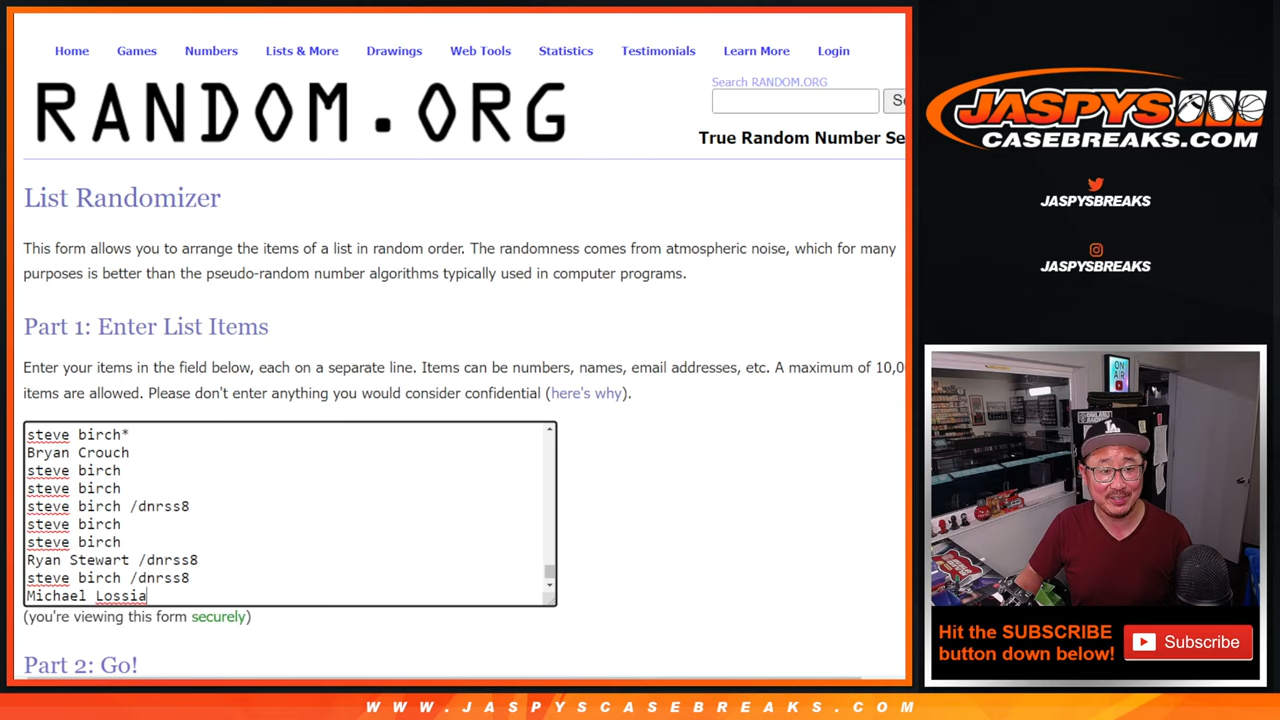 Home Games Numbers Lists & More Drawings Web Tools Statistics Testimonials Learn More Login
RANDOM.ORG
Search RANDOM.ORG
True Random Number Se
List Randomizer
This form allows you to arrange the items of a list in random order. The randomness comes from atmospheric noise, which for many
purposes is better than the pseudo-random number algorithms typically used in computer programs.
Part 1: Enter List Items
Enter your items in the field below, each on a separate line. Items can be numbers, names, email addresses, etc. A maximum of 10,0
items are allowed. Please don't enter anything you would consider confidential (here's why).
steve birch*
Bryan Crouch
steve birch
steve birch
steve birch /dnrss8
steve birch
steve birch
Ryan Stewart /dnrss8
steve birch /dnrss8
Michael Lossia
(you're viewing this form securely)
Part 2: Go!
JASPYS
CASEBREAKS.COM
JASPYSBREAKS
JASPYSBREAKS
ON
AIR
LA
Hit the SUBSCRIBE
button down below!
Subscribe
WWW.JASPYSCASEBREAKS.COM